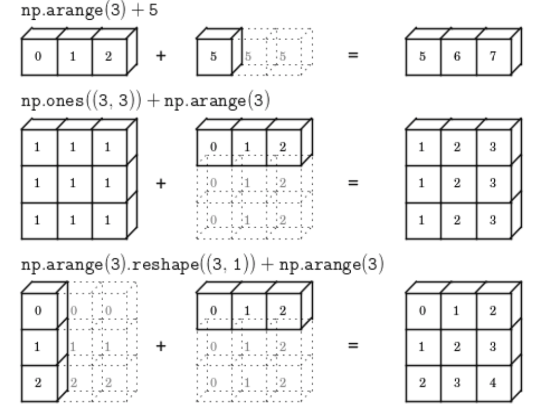 np.arange(3) + 5
0 1 2 + 5 5 5 = 5 6 7
np.ones((3, 3)) + np.arange(3)
1 1 1 0 1 2 1 2 3
1 1 1 + 0 1 2 = 1 2 3
1 1 1 0 1 2 1 2 3
np.arange(3).reshape((3, 1)) + np.arange(3)
0 0 0 0 1 2 0 1 2
1 1 1 + 0 1 2 = 1 2 3
2 2 2 0 1 2 2 3 4